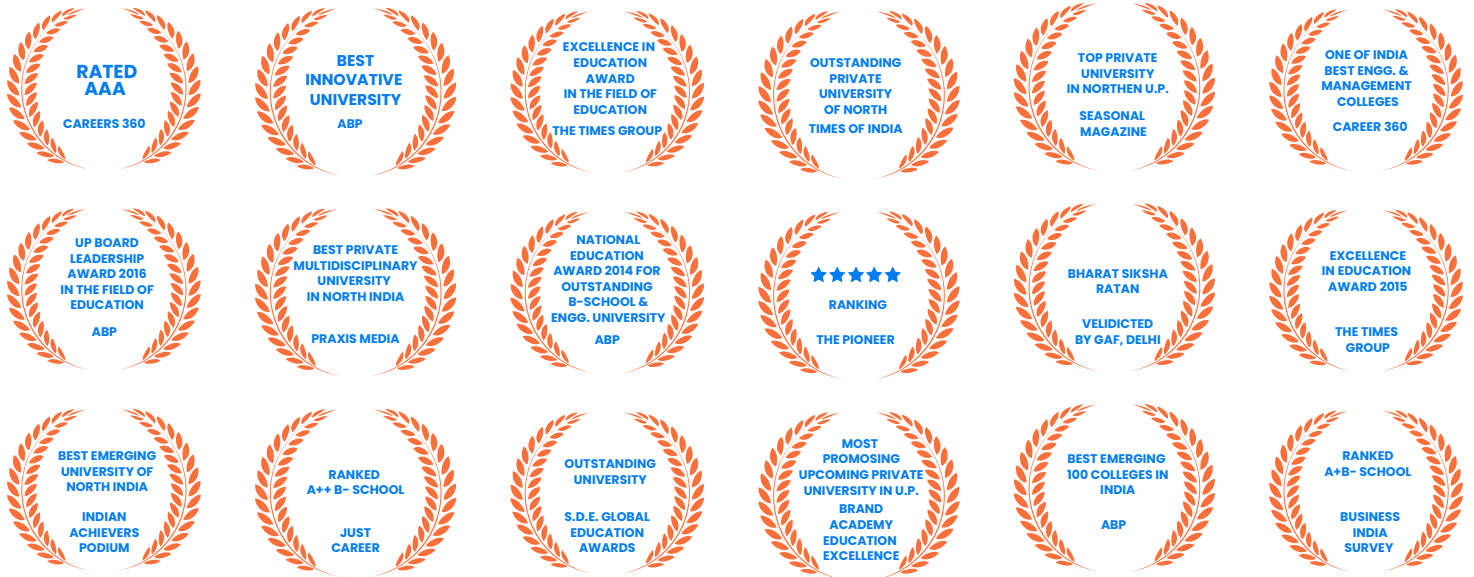 RATED
AAA
CAREERS 360
BEST
INNOVATIVE
UNIVERSITY
ABP
EXCELLENCE IN
EDUCATION
AWARD
IN THE FIELD OF
EDUCATION
THE TIMES GROUP
OUTSTANDING
PRIVATE
UNIVERSITY
OF NORTH
TIMES OF INDIA
TOP PRIVATE
UNIVERSITY
IN NORTHEN U.P.
SEASONAL
MAGAZINE
ONE OF INDIA
BEST ENGG. &
MANAGEMENT
COLLEGES
CAREER 360
UP BOARD
LEADERSHIP
AWARD 2016
IN THE FIELD OF
EDUCATION
ABP
BEST PRIVATE
MULTIDISCIPLINARY
UNIVERSITY
IN NORTH INDIA
PRAXIS MEDIA
NATIONAL
EDUCATION
AWARD 2014 FOR
OUTSTANDING
B-SCHOOL &
ENGG. UNIVERSITY
ABP
RANKING
THE PIONEER
BHARAT SIKSHA
RATAN
VELIDICTED
BY GAF, DELHI
EXCELLENCE
IN EDUCATION
AWARD 2015
THE TIMES
GROUP
BEST EMERGING
UNIVERSITY OF
NORTH INDIA
INDIAN
ACHIEVERS
PODIUM
RANKED
A++ B- SCHOOL
JUST
CAREER
OUTSTANDING
UNIVERSITY
S.D.E. GLOBAL
EDUCATION
AWARDS
MOST
PROMOSING
UPCOMING PRIVATE
UNIVERSITY IN U.P.
BRAND
ACADEMY
EDUCATION
EXCELLENCE
BEST EMERGING
100 COLLEGES IN
INDIA
ABP
RANKED
A+B- SCHOOL
BUSINESS
INDIA
SURVEY